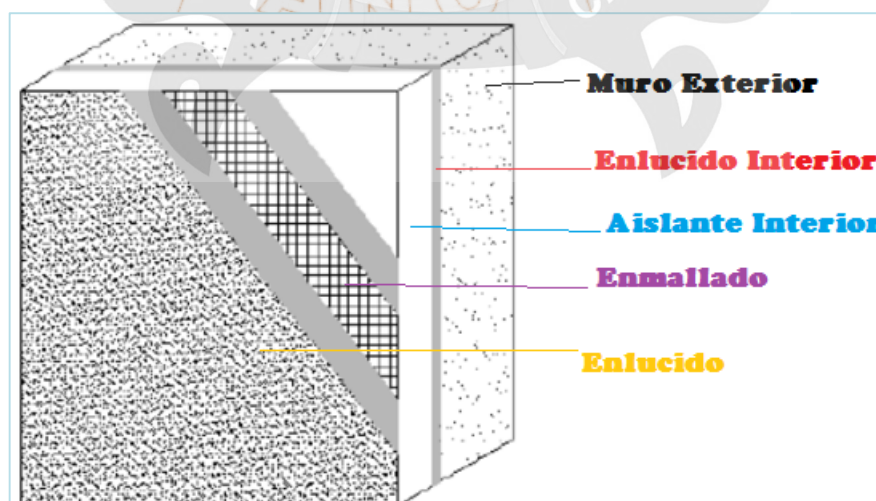 Muro Exterior
Enlucido Interior
Aislante Interior
Enmallado
Enlucido